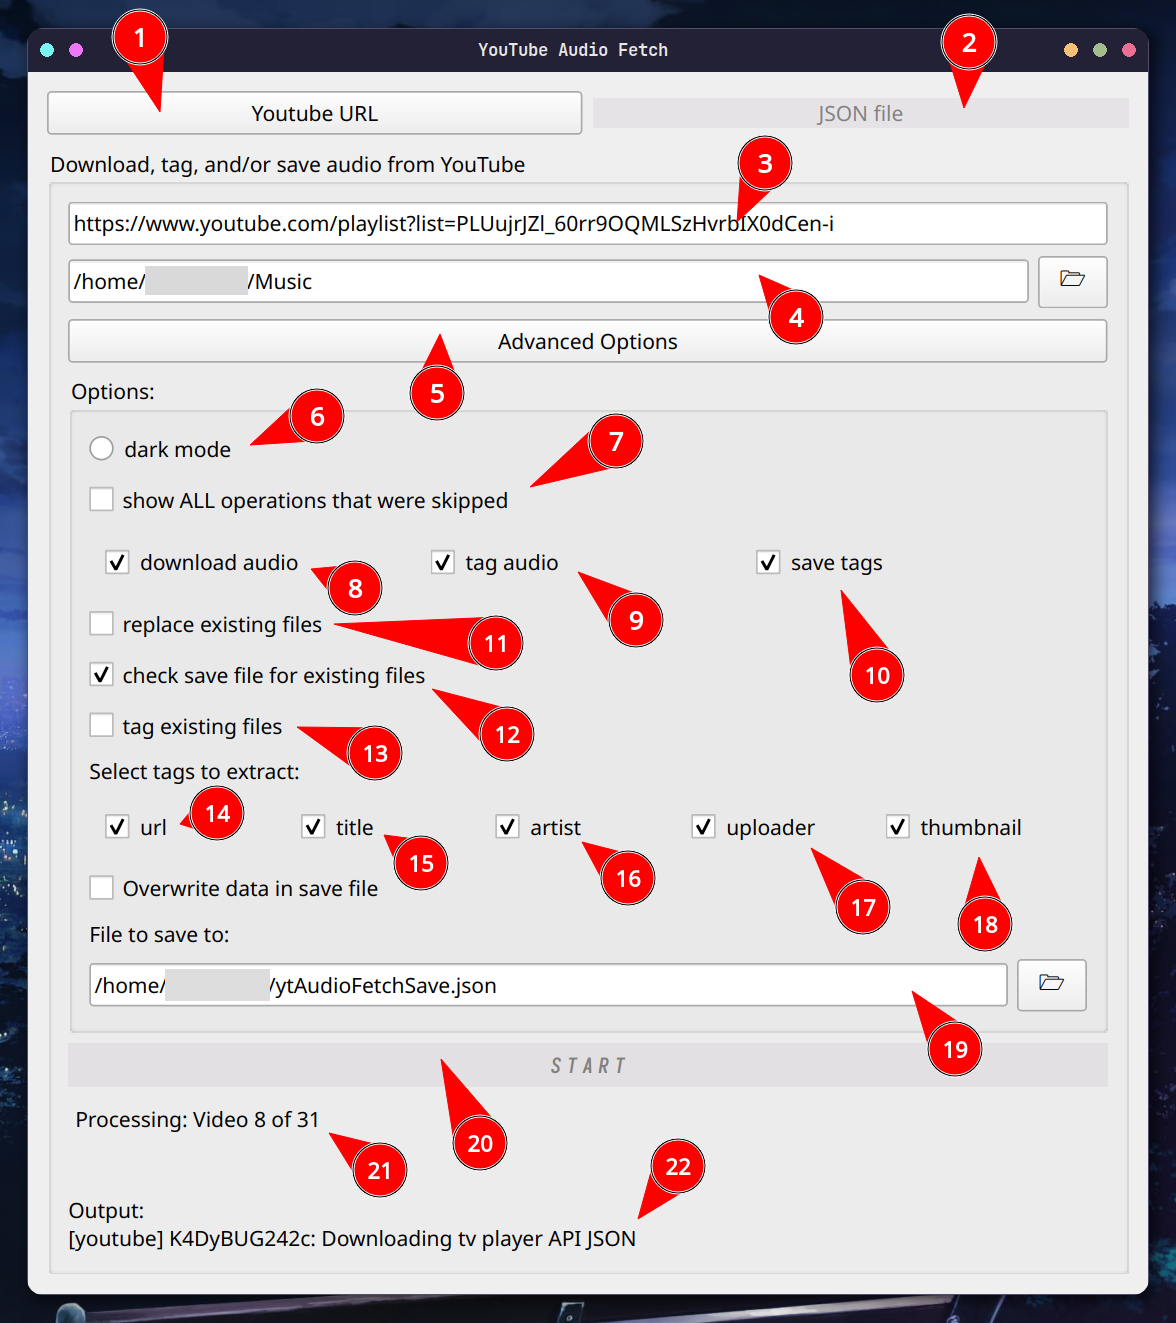 YouTube Audio Fetch
1
2
Youtube URL
JSON file
Download, tag, and/or save audio from YouTube
3
https://www.youtube.com/playlist?list=PLUujrJZl_60rr9OQMLSzHvrbIX0dCen-i
/home/ /Music
4
Advanced Options
5
Options:
6
dark mode
7
show ALL operations that were skipped
download audio tag audio save tags
8
9
10
replace existing files
11
check save file for existing files
12
tag existing files
13
Select tags to extract:
14
url title artist uploader thumbnail
15
16
17
18
Overwrite data in save file
File to save to:
/home/ /ytAudioFetchSave.json
19
START
20
Processing: Video 8 of 31
21
22
Output:
[youtube] K4DyBUG242c: Downloading tv player API JSON